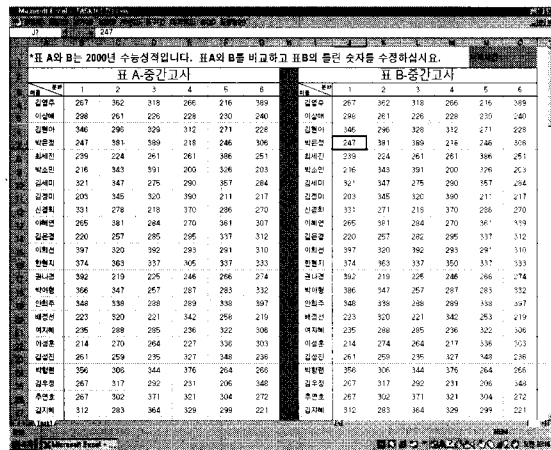 247
*표 A와 B는 2000년 수능성적입니다. 표A와 B를 비교하고 표B의 틀린 숫자를 수정하십시요.
표 A-중간고사 표 B-중간고사
이름 1 2 3 4 5 6 이름 1 2 3 4 5 6
김영주 267 362 318 266 216 389 김영주 267 362 318 266 216 389
이상해 298 261 226 228 230 240 이상해 298 261 226 228 230 240
김현아 346 296 329 312 271 228 김현아 346 296 328 312 271 228
박은정 247 381 389 218 246 306 박은정 247 381 389 218 246 306
최세진 239 224 261 261 386 251 최세진 239 224 261 261 386 251
박소민 216 343 391 200 326 203 박소민 216 343 391 200 326 203
김세미 321 347 275 290 357 284 김세미 321 347 275 290 357 284
김정미 203 345 320 390 211 217 김정미 203 345 320 390 211 217
신경희 331 278 218 370 286 270 신경희 331 271 218 370 286 270
이혜연 265 381 284 270 361 307 이혜연 265 381 284 270 361 339
김은경 220 257 285 295 337 312 김은경 220 257 262 295 337 312
이희선 397 320 392 293 291 310 이희선 397 320 392 293 291 310
한현지 374 363 337 305 337 333 한현지 374 363 337 350 337 333
권나경 392 219 225 246 266 274 권나경 392 219 225 246 266 274
박아형 366 347 257 287 283 332 박아형 386 347 257 287 283 332
안희주 348 338 288 289 338 397 안희주 348 338 288 289 338 397
배경선 223 320 221 342 258 219 배경선 223 320 221 342 253 219
여지혜 235 288 285 236 322 306 여지혜 235 288 285 236 322 306
이성훈 214 270 264 227 336 303 이성훈 214 274 264 217 336 303
김성진 261 259 235 327 348 236 김성진 261 259 235 327 348 236
박향련 356 306 344 376 264 266 박향련 356 306 344 376 264 266
김우정 267 317 292 231 206 348 김우정 267 317 292 231 206 348
추연호 267 302 371 321 304 272 추연호 267 302 371 321 304 272
김지혜 312 283 364 329 299 221 김지혜 312 283 364 329 299 221
Microsoft Excel